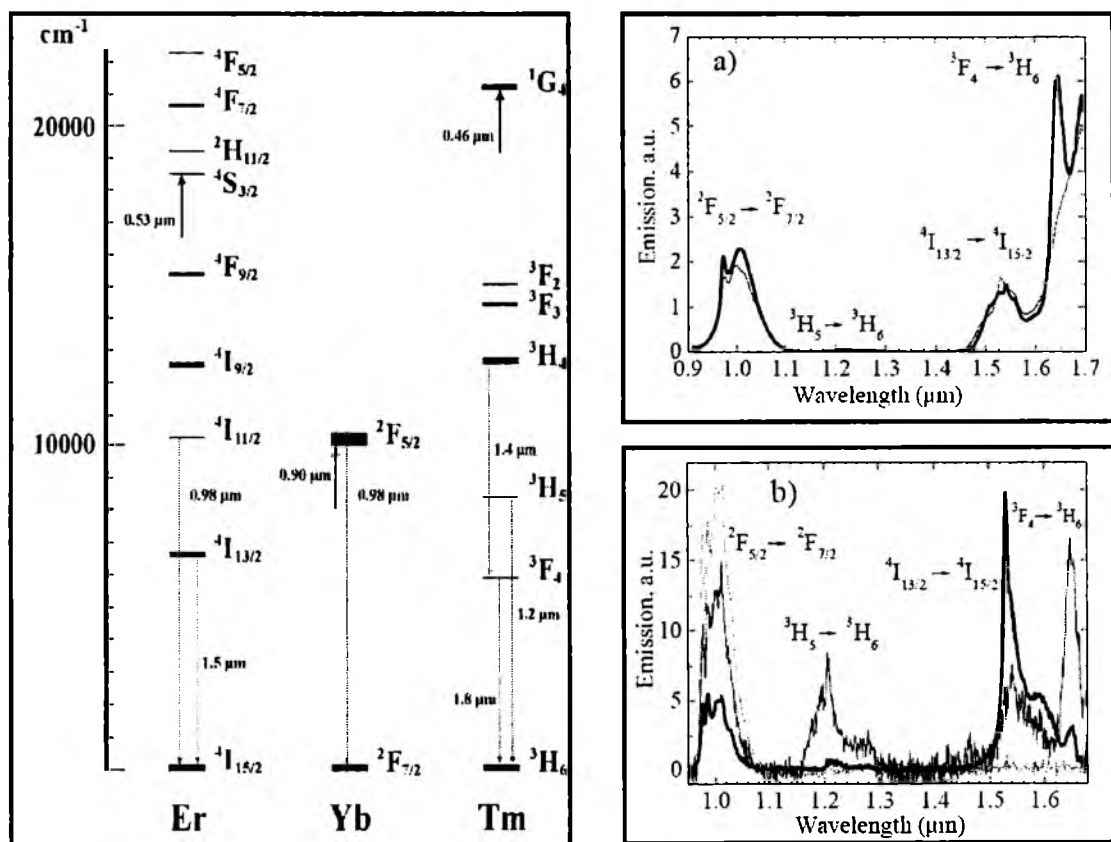 cm⁻¹
20000
10000
⁴F₅/₂
⁴F₇/₂
²H₁₁/₂
⁴S₃/₂
0.53 µm
⁴F₉/₂
⁴I₉/₂
⁴I₁₁/₂
0.98 µm
⁴I₁₃/₂
1.5 µm
⁴I₁₅/₂
Er
²F₅/₂
0.90 µm
0.98 µm
²F₇/₂
Yb
¹G₄
0.46 µm
³F₂
³F₃
³H₄
1.4 µm
³H₅
³F₄
1.2 µm
1.8 µm
³H₆
Tm
a)
³F₄ → ³H₆
²F₅/₂ → ²F₇/₂
⁴I₁₃/₂ → ⁴I₁₅/₂
³H₅ → ³H₆
Emission, a.u.
7
6
5
4
3
2
1
0
0.9 1.0 1.1 1.2 1.3 1.4 1.5 1.6 1.7
Wavelength (µm)
b)
³F₄ → ³H₆
²F₅/₂ → ²F₇/₂
⁴I₁₃/₂ → ⁴I₁₅/₂
³H₅ → ³H₆
Emission, a.u.
20
15
10
5
0
1.0 1.1 1.2 1.3 1.4 1.5 1.6
Wavelength (µm)